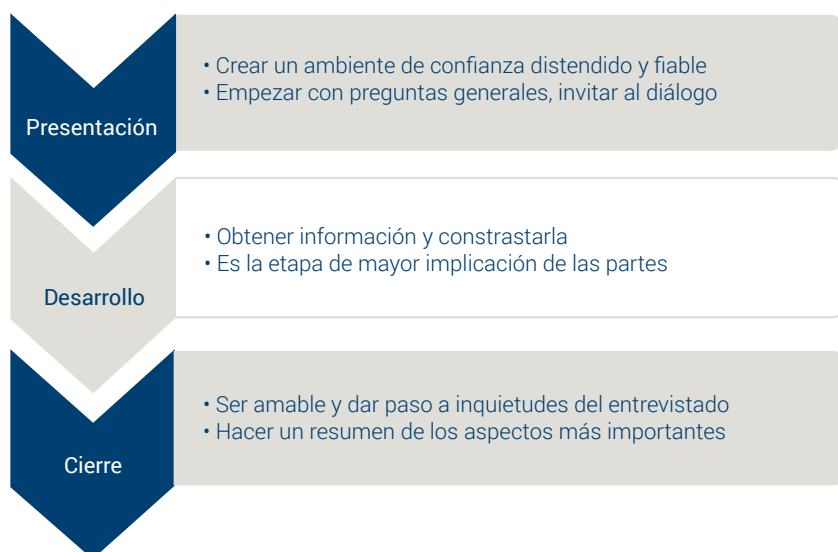 Presentación
• Crear un ambiente de confianza distendido y fiable
• Empezar con preguntas generales, invitar al diálogo
Desarrollo
• Obtener información y constrastarla
• Es la etapa de mayor implicación de las partes
Cierre
• Ser amable y dar paso a inquietudes del entrevistado
• Hacer un resumen de los aspectos más importantes